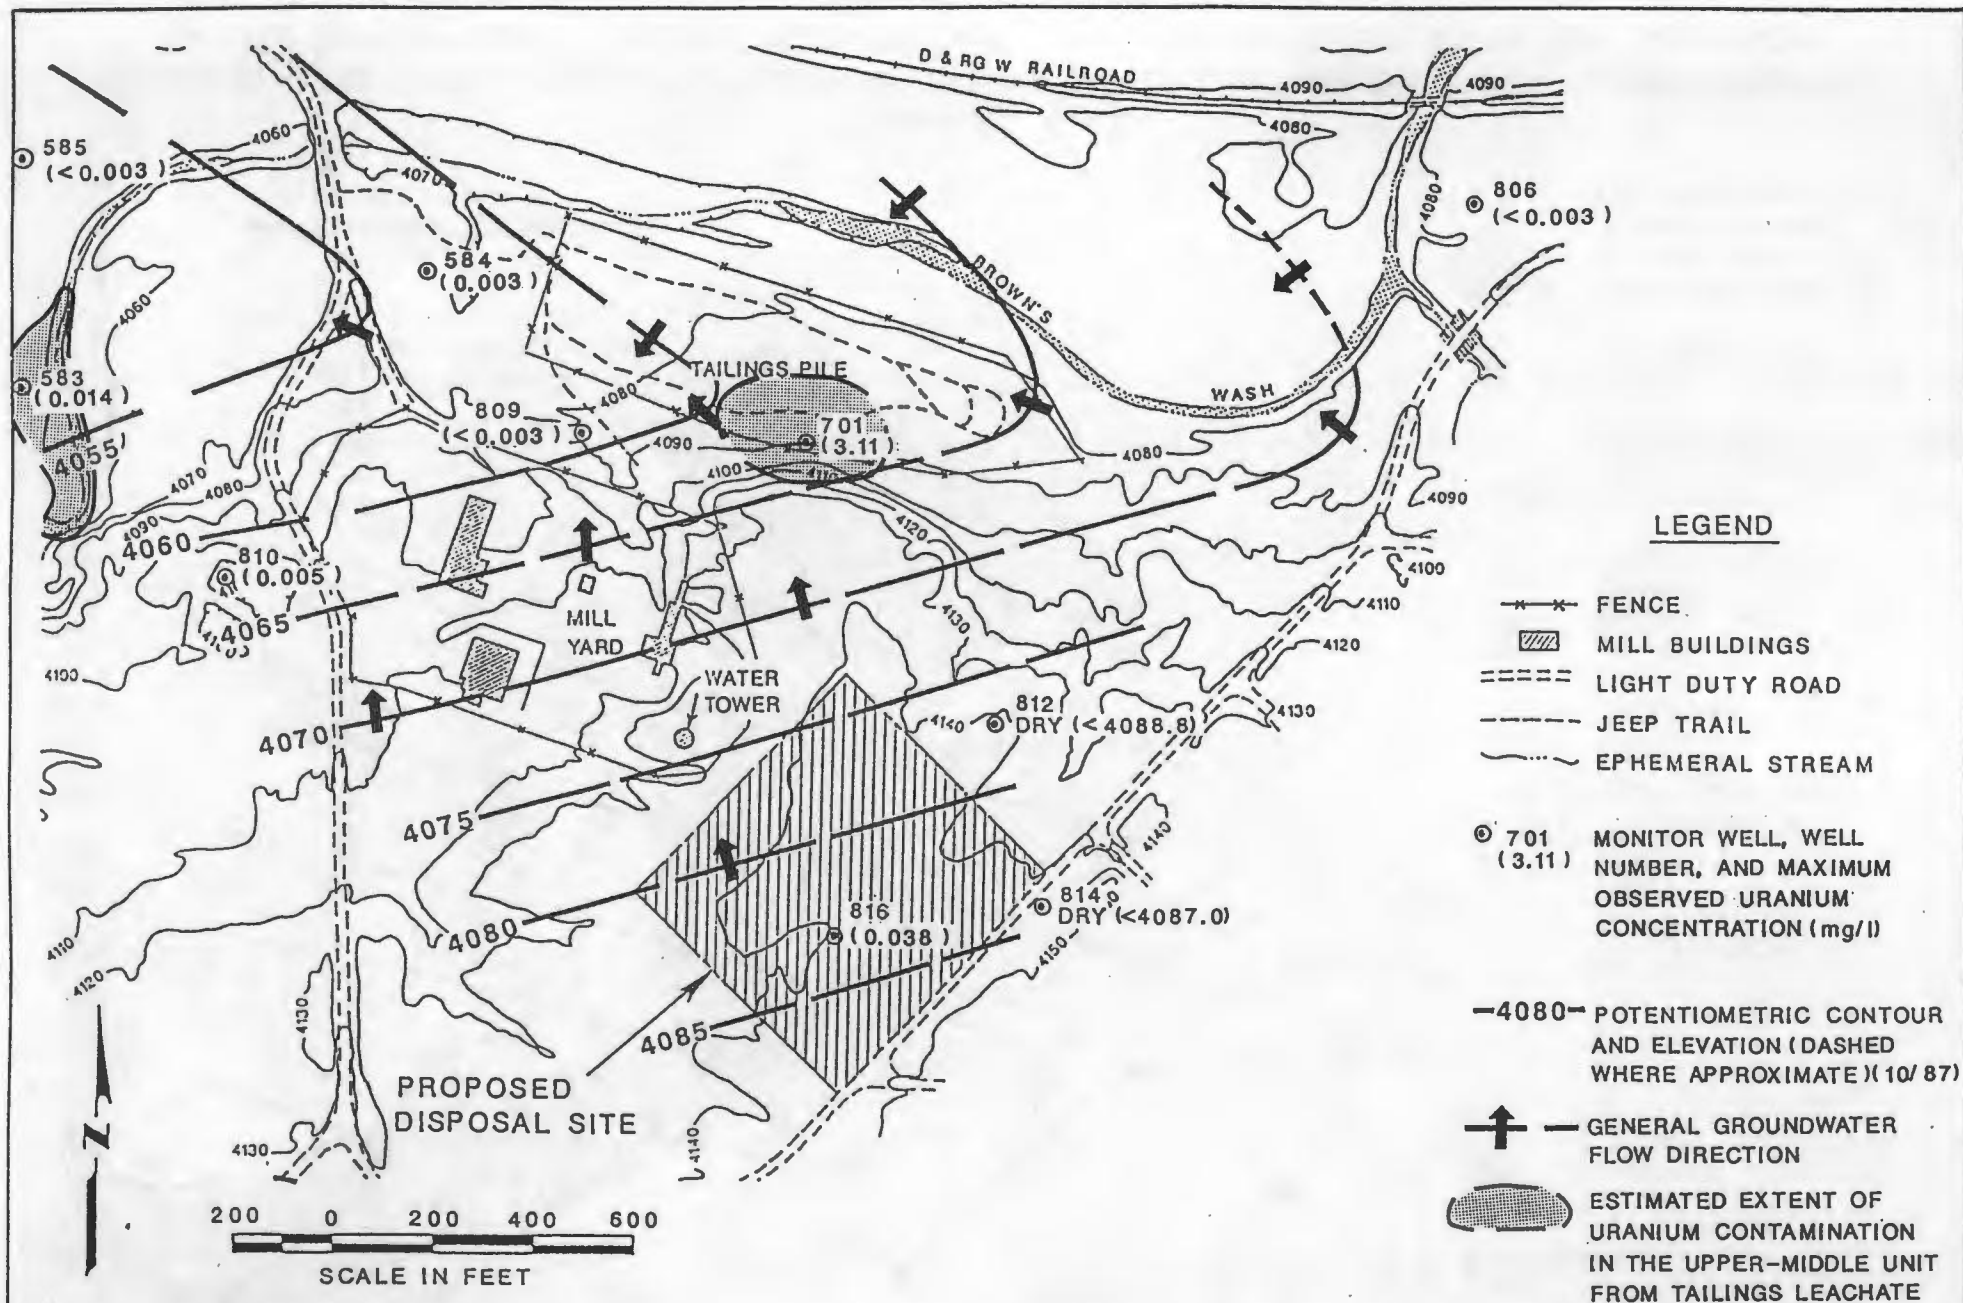 D & RG W RAILROAD
4090
4090
4080
4060
585
(<0.003)
4070
4080
806
(<0.003)
584
(0.003)
BROWN'S
4060
TAILINGS PILE
583
(0.014)
4080
WASH
809
(<0.003)
701
(3.11)
4090
4080
4055
4100
4110
4070
4080
4090
4090
4060
4120
810
(0.005)
4100
4065
MILL
YARD
4130
4110
4120
4100
WATER
TOWER
812
DRY (<4088.8)
4140
4130
4070
4075
4140
701
(3.11)
816
(0.038)
814
DRY (<4087.0)
4080
4110
4120
4150
4130
4085
PROPOSED
DISPOSAL SITE
4130
4140
N
200 0 200 400 600
SCALE IN FEET
LEGEND
FENCE
MILL BUILDINGS
LIGHT DUTY ROAD
JEEP TRAIL
EPHEMERAL STREAM
MONITOR WELL, WELL
NUMBER, AND MAXIMUM
OBSERVED URANIUM
CONCENTRATION (mg/l)
4080 POTENTIOMETRIC CONTOUR
AND ELEVATION (DASHED
WHERE APPROXIMATE)(10/87)
GENERAL GROUNDWATER
FLOW DIRECTION
ESTIMATED EXTENT OF
URANIUM CONTAMINATION
IN THE UPPER-MIDDLE UNIT
FROM TAILINGS LEACHATE